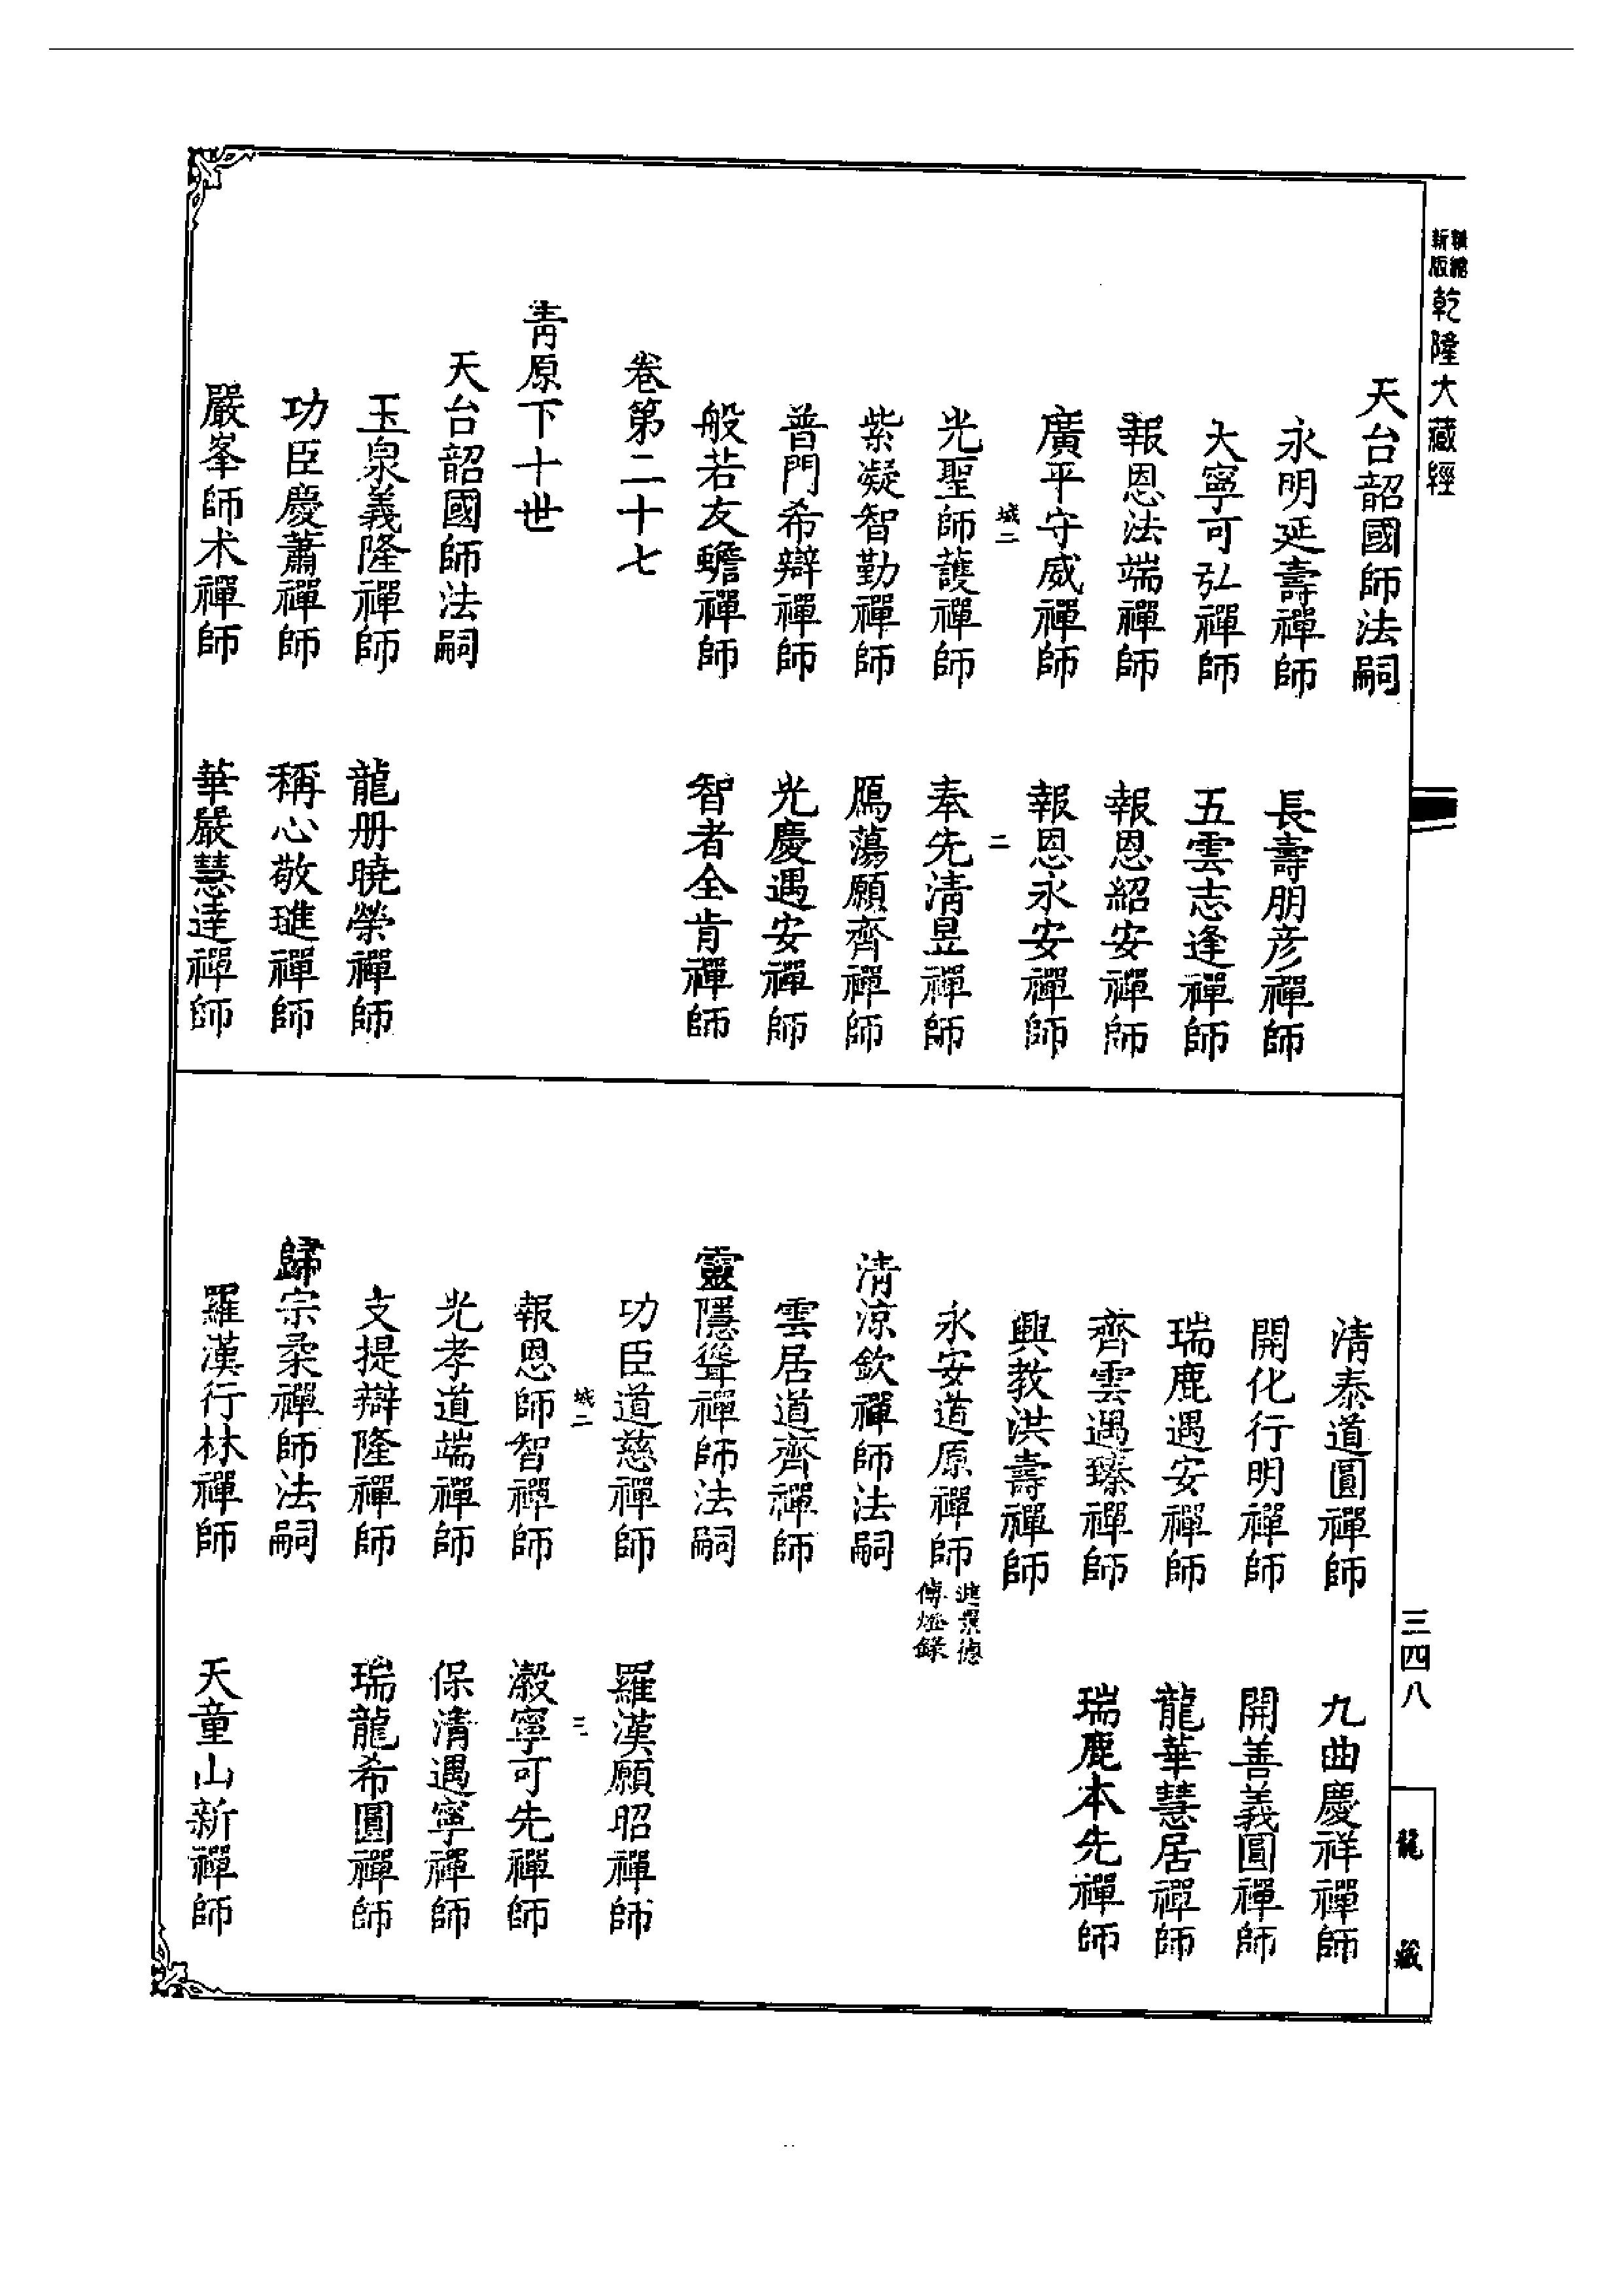 新版
乾隆大藏經
天台韶國師法嗣
永明延壽禪師　長壽朋彦禪師
大寧可弘禪師　五雲志逢禪師
報恩法端禪師　報恩紹安禪師
廣平守威禪師　報恩永安禪師
城二　二
光聖師護禪師　奉先清昱禪師
紫凝智勤禪師　鴈蕩願齊禪師
普門希辯禪師　光慶遇安禪師
般若友蟾禪師　智者全肯禪師
卷第二十七
青原下十世
天台韶國師法嗣
玉泉義隆禪師　龍册曉榮禪師
功臣慶蕭禪師　稱心敬璡禪師
嚴峯師术禪師　華嚴慧達禪師
清泰道圓禪師　九曲慶祥禪師
開化行明禪師　開善義圓禪師
瑞鹿遇安禪師　龍華慧居禪師
齊雲遇臻禪師　瑞鹿本先禪師
興教洪壽禪師
永安道原禪師進景德傳燈錄
清涼欽禪師法嗣
雲居道齊禪師
靈隱聳禪師法嗣
功臣道慈禪師　羅漢願昭禪師
城二　三
報恩師智禪師　瀫寧可先禪師
光孝道端禪師　保清遇寧禪師
支提辯隆禪師　瑞龍希圓禪師
歸宗柔禪師法嗣
羅漢行林禪師　天童山新禪師
三四八
龍藏